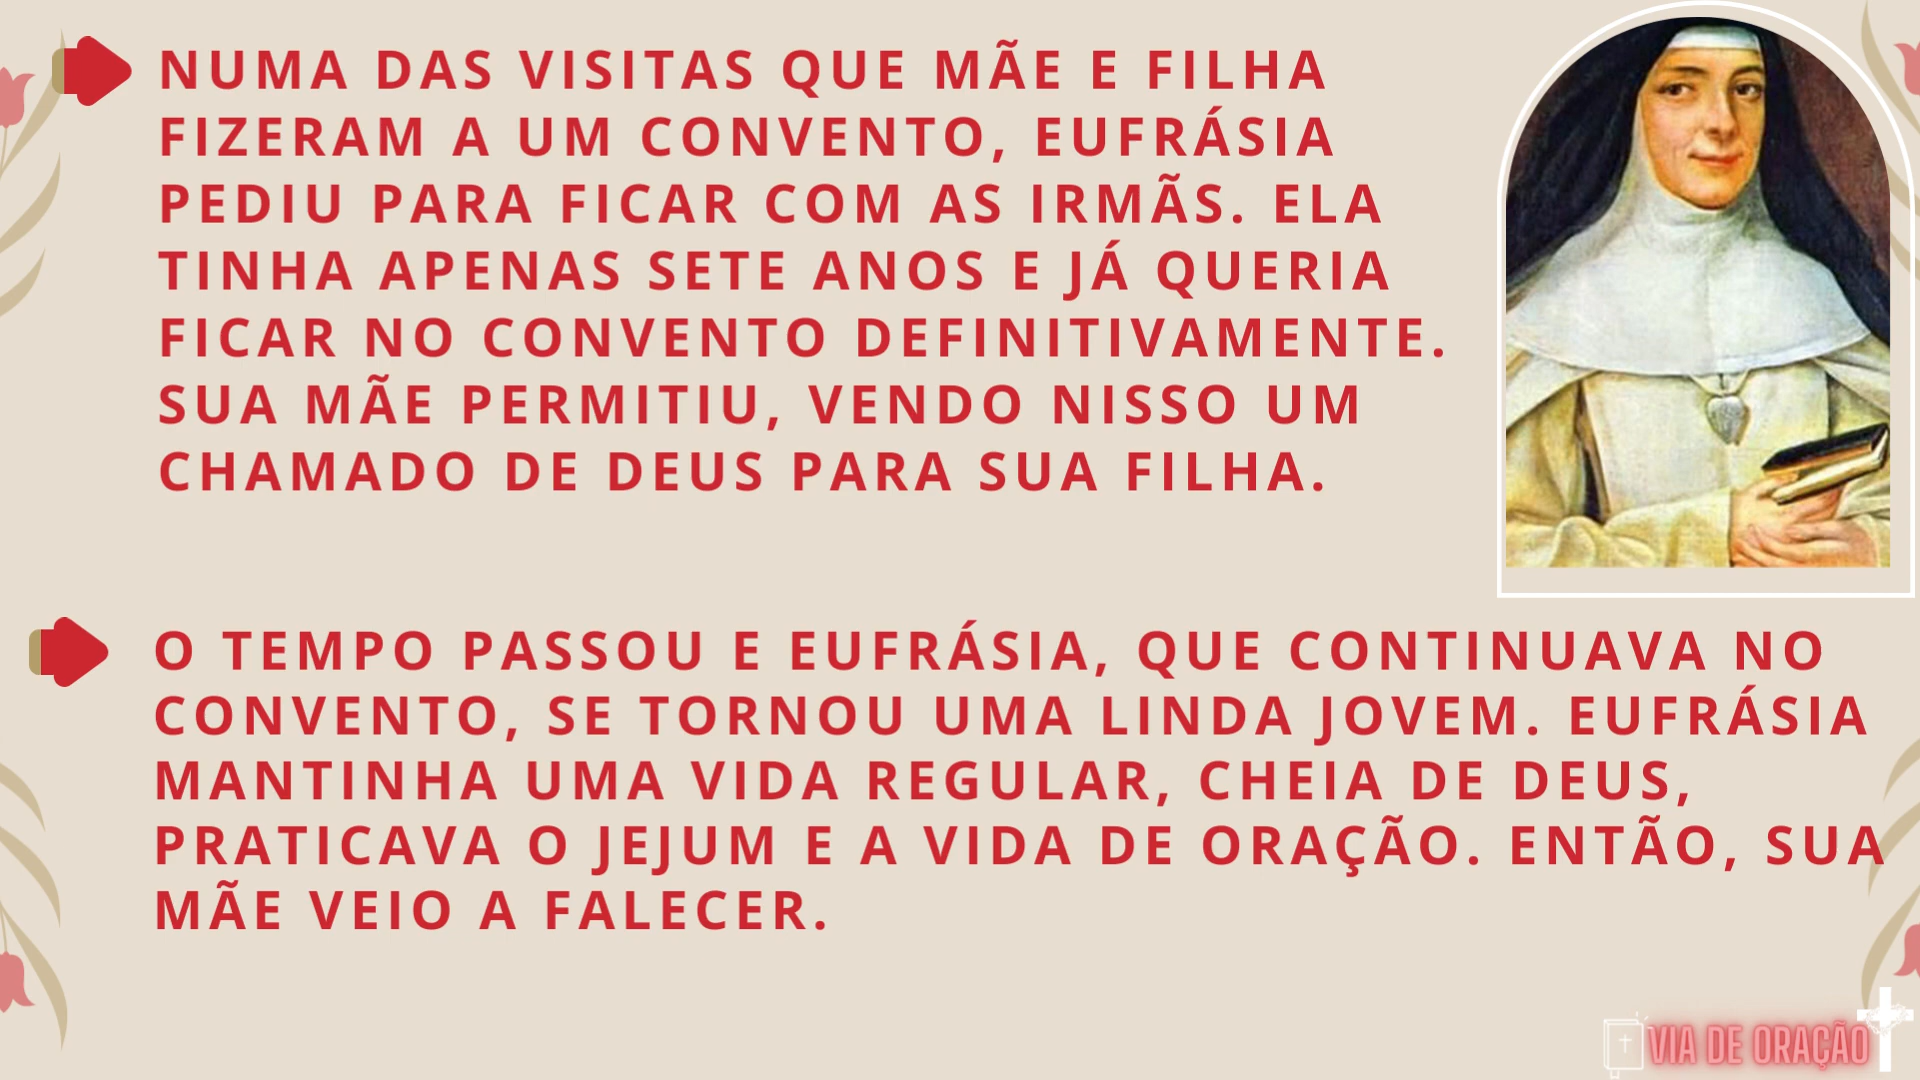 NUMA DAS VISITAS QUE MÃE E FILHA
FIZERAM A UM CONVENTO, EUFRÁSIA
PEDIU PARA FICAR COM AS IRMÃS. ELA
TINHA APENAS SETE ANOS E JÁ QUERIA
FICAR NO CONVENTO DEFINITIVAMENTE.
SUA MÃE PERMITIU, VENDO NISSO UM
CHAMADO DE DEUS PARA SUA FILHA.
O TEMPO PASSOU E EUFRÁSIA, QUE CONTINUAVA NO
CONVENTO, SE TORNOU UMA LINDA JOVEM. EUFRÁSIA
MANTINHA UMA VIDA REGULAR, CHEIA DE DEUS,
PRATICAVA O JEJUM E A VIDA DE ORAÇÃO. ENTÃO, SUA
MÃE VEIO A FALECER.
VIA DE ORAÇÃO